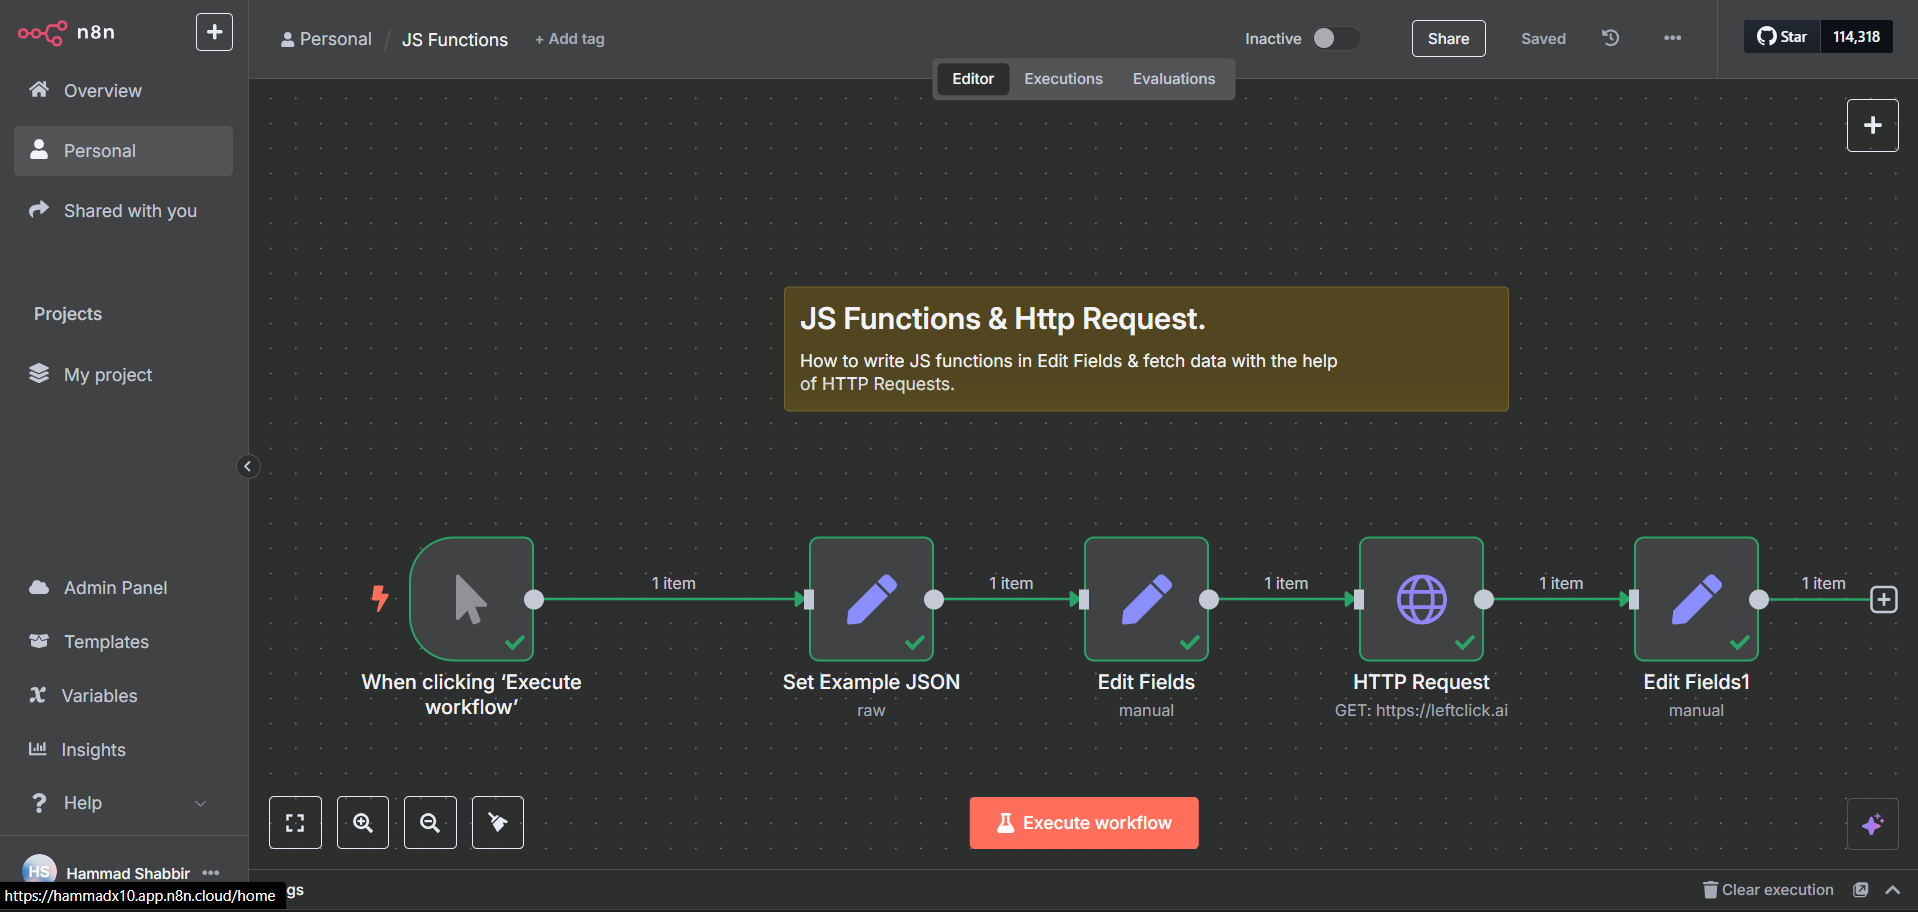 n8n
Overview
Personal
Shared with you
Projects
My project
Admin Panel
Templates
Variables
Insights
Help
HS Hammad Shabbir
https://hammadx10.app.n8n.cloud/home
gs
Personal / JS Functions + Add tag
Inactive Share Saved
Star 114,318
Editor Executions Evaluations
JS Functions & Http Request.
How to write JS functions in Edit Fields & fetch data with the help
of HTTP Requests.
1 item 1 item 1 item 1 item 1 item
When clicking ‘Execute
workflow’
Set Example JSON
raw
Edit Fields
manual
HTTP Request
GET: https://leftclick.ai
Edit Fields1
manual
Execute workflow
Clear execution